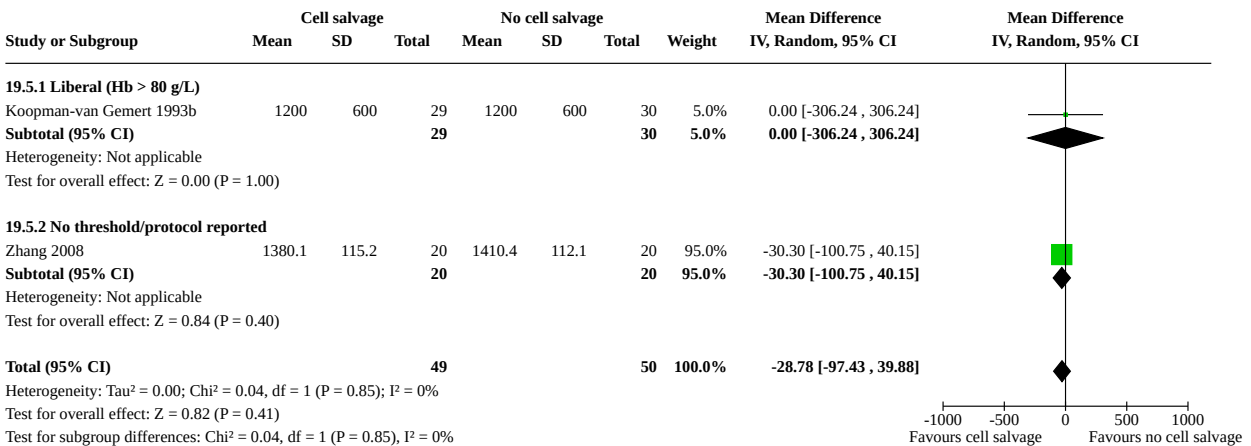 Cell salvage No cell salvage Mean Difference Mean Difference
Study or Subgroup Mean SD Total Mean SD Total Weight IV, Random, 95% CI IV, Random, 95% CI
19.5.1 Liberal (Hb > 80 g/L)
Koopman-van Gemert 1993b 1200 600 29 1200 600 30 5.0% 0.00 [-306.24 , 306.24]
Subtotal (95% CI) 29 30 5.0% 0.00 [-306.24 , 306.24]
Heterogeneity: Not applicable
Test for overall effect: Z = 0.00 (P = 1.00)
19.5.2 No threshold/protocol reported
Zhang 2008 1380.1 115.2 20 1410.4 112.1 20 95.0% -30.30 [-100.75 , 40.15]
Subtotal (95% CI) 20 20 95.0% -30.30 [-100.75 , 40.15]
Heterogeneity: Not applicable
Test for overall effect: Z = 0.84 (P = 0.40)
Total (95% CI) 49 50 100.0% -28.78 [-97.43 , 39.88]
Heterogeneity: Tau² = 0.00; Chi² = 0.04, df = 1 (P = 0.85); I² = 0%
Test for overall effect: Z = 0.82 (P = 0.41)
-1000 -500 0 500 1000
Test for subgroup differences: Chi² = 0.04, df = 1 (P = 0.85), I² = 0%
Favours cell salvage Favours no cell salvage